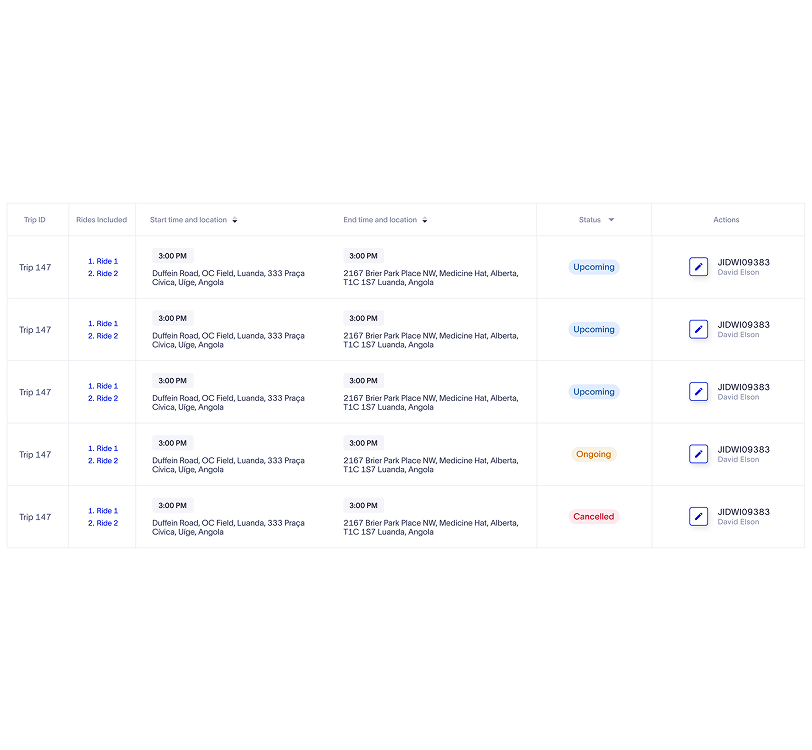 Trip ID
Rides Included
Start time and location
End time and location
Status
Actions
Trip 147
1. Ride 1
2. Ride 2
3:00 PM
Duffein Road, OC Field, Luanda, 333 Praça
Cívica, Uíge, Angola
3:00 PM
2167 Brier Park Place NW, Medicine Hat, Alberta,
T1C 1S7 Luanda, Angola
Upcoming
JIDWI09383
David Elson
Trip 147
1. Ride 1
2. Ride 2
3:00 PM
Duffein Road, OC Field, Luanda, 333 Praça
Cívica, Uíge, Angola
3:00 PM
2167 Brier Park Place NW, Medicine Hat, Alberta,
T1C 1S7 Luanda, Angola
Upcoming
JIDWI09383
David Elson
Trip 147
1. Ride 1
2. Ride 2
3:00 PM
Duffein Road, OC Field, Luanda, 333 Praça
Cívica, Uíge, Angola
3:00 PM
2167 Brier Park Place NW, Medicine Hat, Alberta,
T1C 1S7 Luanda, Angola
Upcoming
JIDWI09383
David Elson
Trip 147
1. Ride 1
2. Ride 2
3:00 PM
Duffein Road, OC Field, Luanda, 333 Praça
Cívica, Uíge, Angola
3:00 PM
2167 Brier Park Place NW, Medicine Hat, Alberta,
T1C 1S7 Luanda, Angola
Ongoing
JIDWI09383
David Elson
Trip 147
1. Ride 1
2. Ride 2
3:00 PM
Duffein Road, OC Field, Luanda, 333 Praça
Cívica, Uíge, Angola
3:00 PM
2167 Brier Park Place NW, Medicine Hat, Alberta,
T1C 1S7 Luanda, Angola
Cancelled
JIDWI09383
David Elson